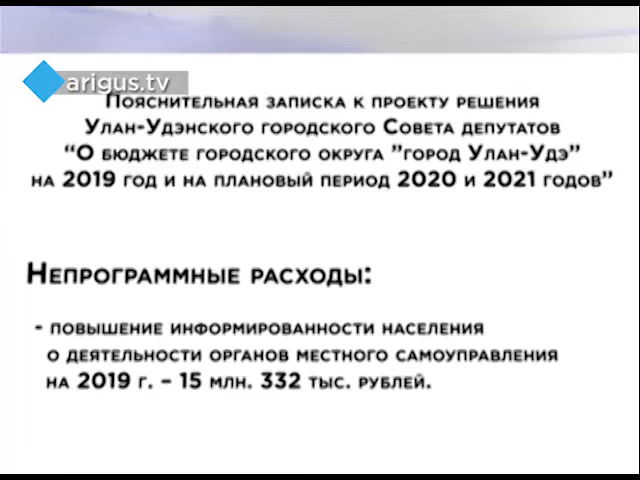 arigus.tv
Пояснительная записка к проекту решения
Улан-Удэнского городского Совета депутатов
“О бюджете городского округа ”город Улан-Удэ”
на 2019 год и на плановый период 2020 и 2021 годов”
Непрограммные расходы:
- повышение информированности населения
о деятельности органов местного самоуправления
на 2019 г. – 15 млн. 332 тыс. рублей.